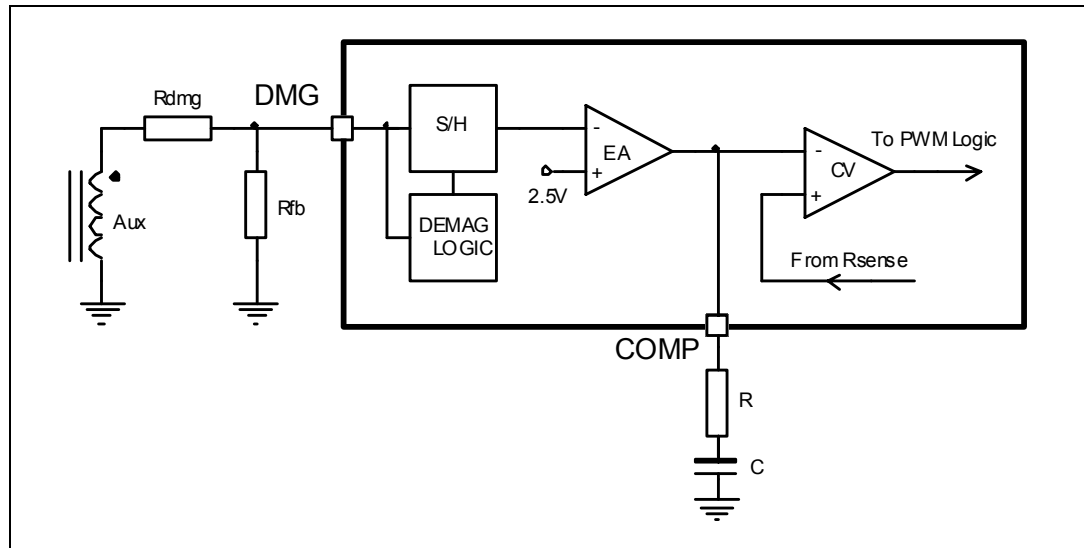 DMG
Rdmg
S/H
-
EA
+
2.5V
To PWM Logic
-
CV
+
Aux
Rfb
DEMAG
LOGIC
From Rsense
COMP
R
C